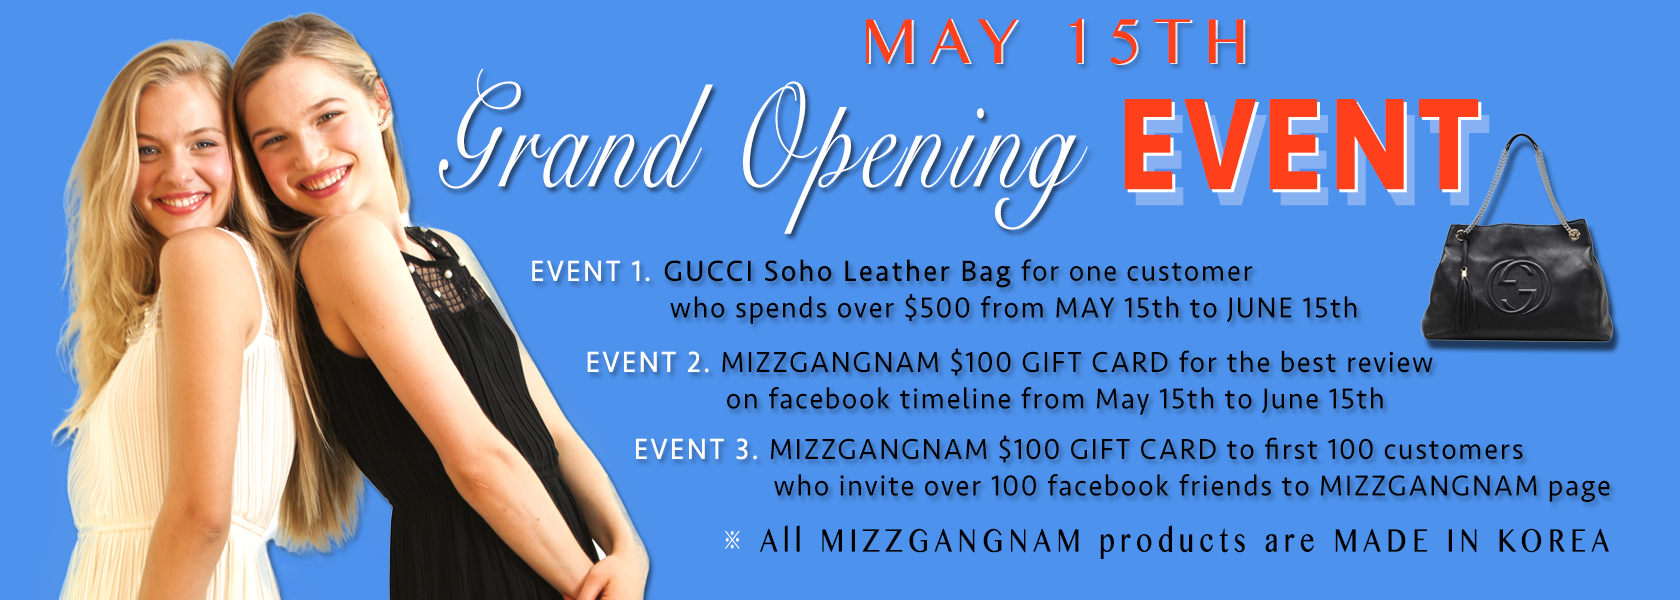 MAY 15TH
Grand Opening EVENT
EVENT 1. GUCCI Soho Leather Bag for one customer
who spends over $500 from MAY 15th to JUNE 15th
EVENT 2. MIZZGANGNAM $100 GIFT CARD for the best review
on facebook timeline from May 15th to June 15th
EVENT 3. MIZZGANGNAM $100 GIFT CARD to first 100 customers
who invite over 100 facebook friends to MIZZGANGNAM page
※ All MIZZGANGNAM products are MADE IN KOREA